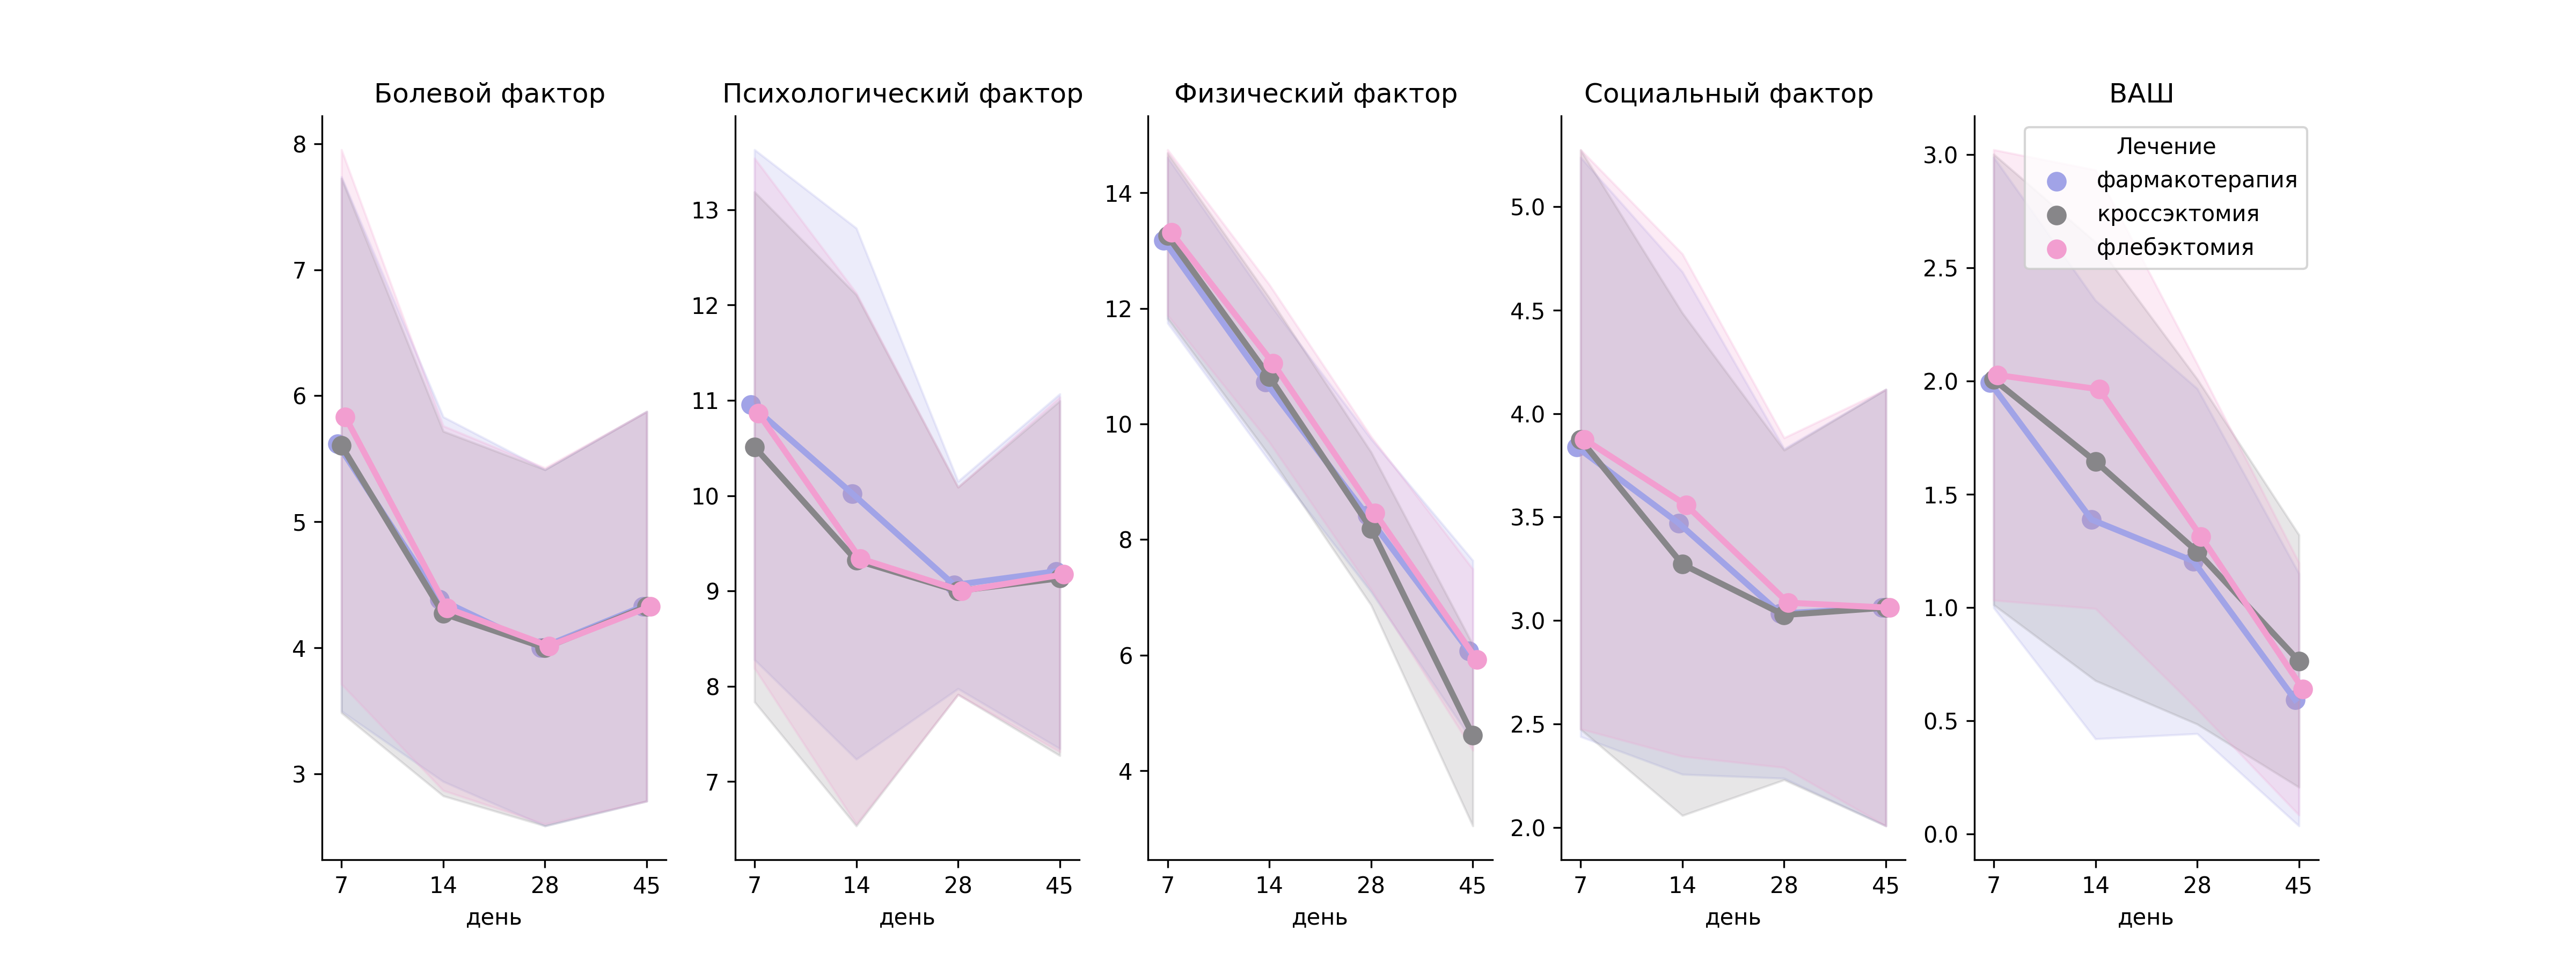 Болевой фактор
8
7
6
5
4
3
7 14 28 45
день
Психологический фактор
13
12
11
10
9
8
7
7 14 28 45
день
Физический фактор
14
12
10
8
6
4
7 14 28 45
день
Социальный фактор
5.0
4.5
4.0
3.5
3.0
2.5
2.0
7 14 28 45
день
ВАШ
3.0
2.5
2.0
1.5
1.0
0.5
0.0
Лечение
фармакотерапия
кроссэктомия
флебэктомия
7 14 28 45
день